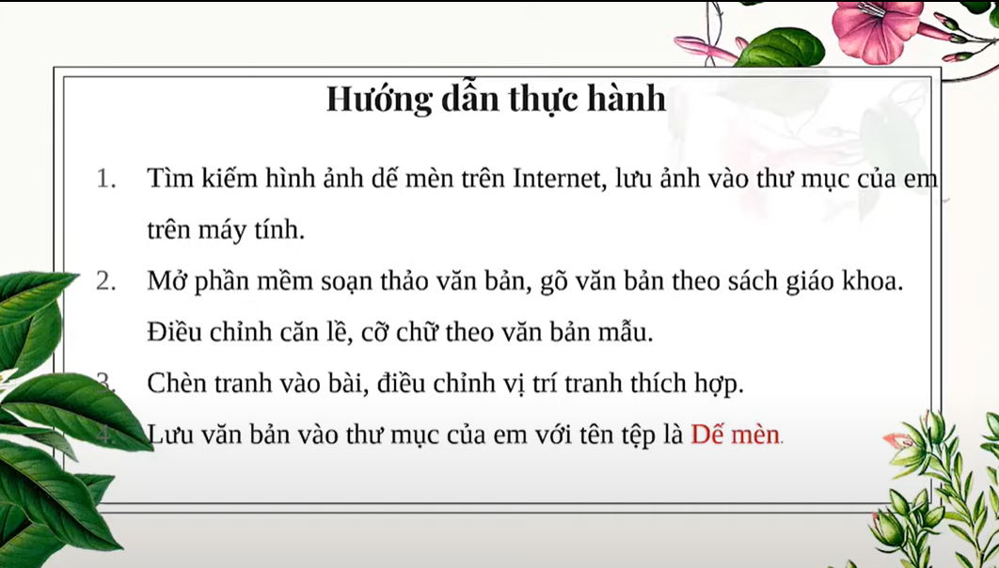 Hướng dẫn thực hành
1. Tìm kiếm hình ảnh dế mèn trên Internet, lưu ảnh vào thư mục của em
trên máy tính.
2. Mở phần mềm soạn thảo văn bản, gõ văn bản theo sách giáo khoa.
Điều chỉnh căn lề, cỡ chữ theo văn bản mẫu.
3. Chèn tranh vào bài, điều chỉnh vị trí tranh thích hợp.
4. Lưu văn bản vào thư mục của em với tên tệp là Dế mèn.